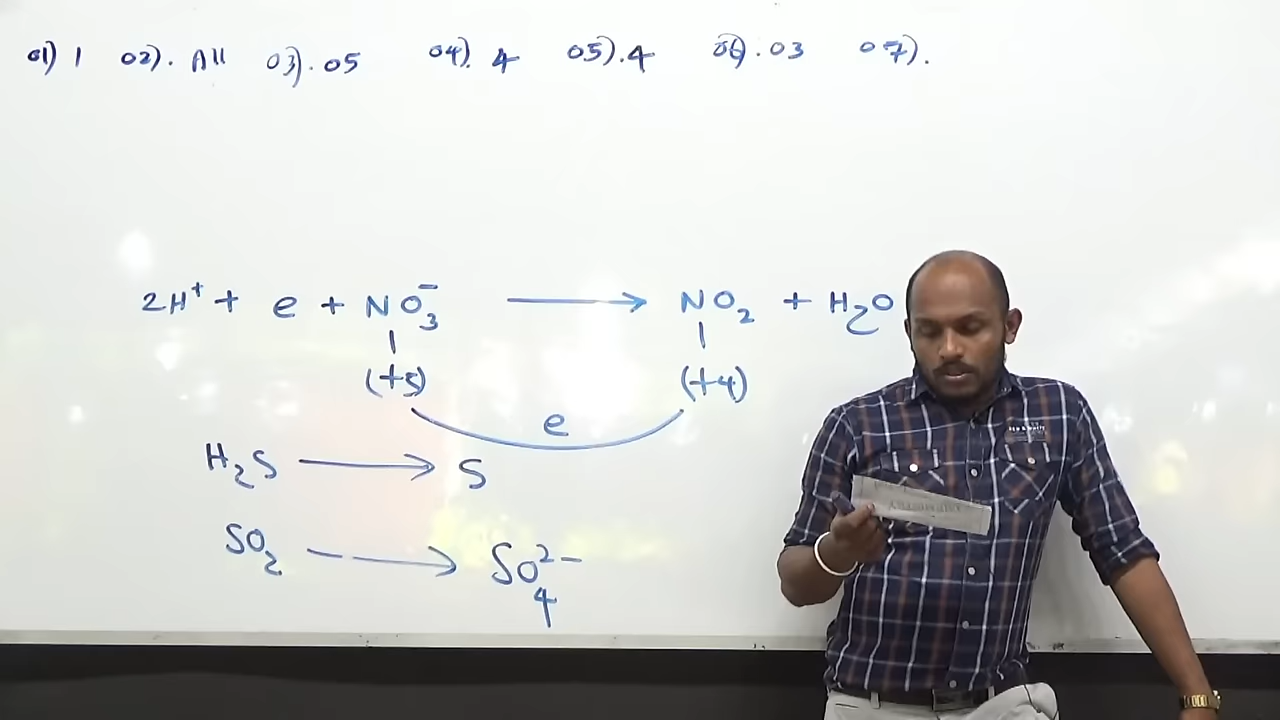 01) 1 02). All 03). 05 04). 4 05). 4 06). 03 07).
2H⁺ + e + NO₃⁻ ⟶ NO₂ + H₂O
(+5) (+4)
e
H₂S ⟶ S
SO₂ ⟶ SO₄²⁻